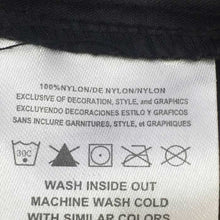 100%NYLON/DE NYLON/NYLON
EXCLUSIVE OF DECORATION, STYLE, and GRAPHICS
EXCLUYENDO DECORACIONES ESTILO Y GRAFICOS
SANS INCLURE GARNITURES, STYLE, et GRAPHIQUES
30C
WASH INSIDE OUT
MACHINE WASH COLD
WITH SIMILAR COLORS